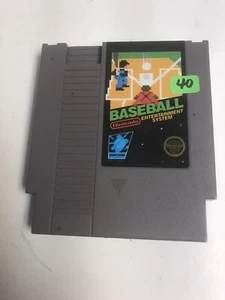 40
BASEBALL
Nintendo
ENTERTAINMENT
SYSTEM